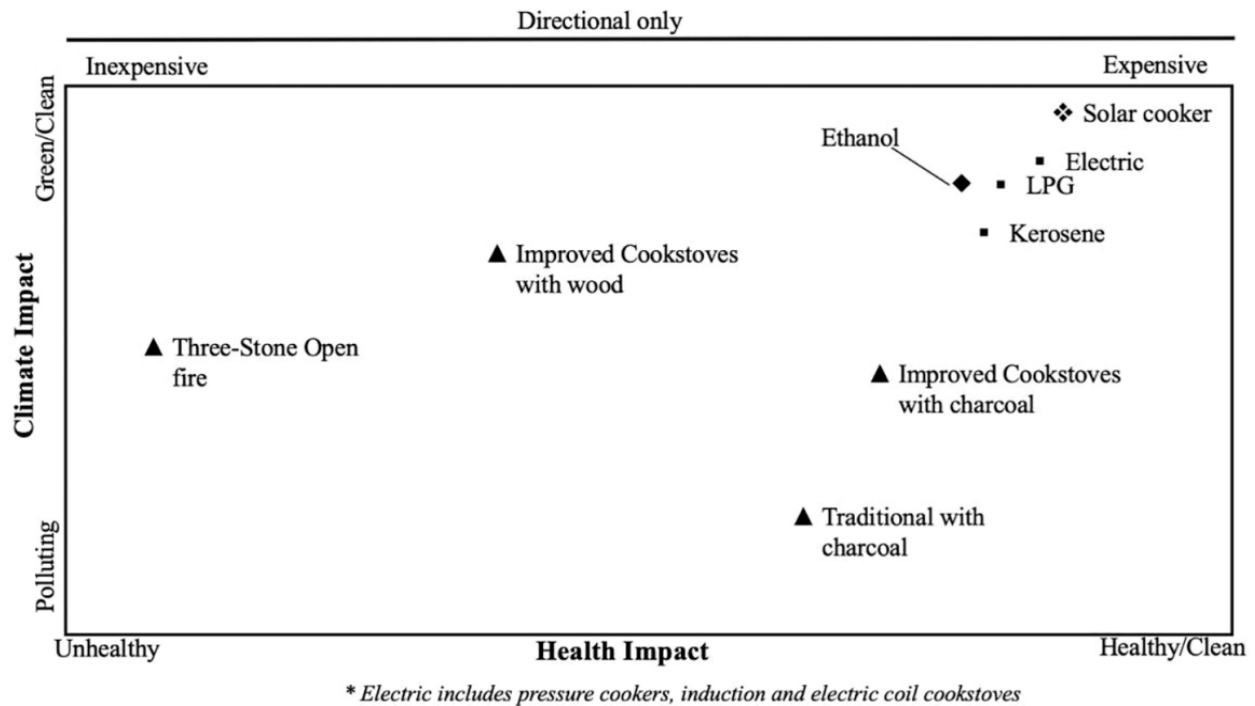 Directional only
Inexpensive
Expensive
Green/Clean
Solar cooker
Ethanol
Electric
LPG
Kerosene
Improved Cookstoves
with wood
Climate Impact
Three-Stone Open
fire
Improved Cookstoves
with charcoal
Traditional with
charcoal
Polluting
Unhealthy
Health Impact
Healthy/Clean
* Electric includes pressure cookers, induction and electric coil cookstoves